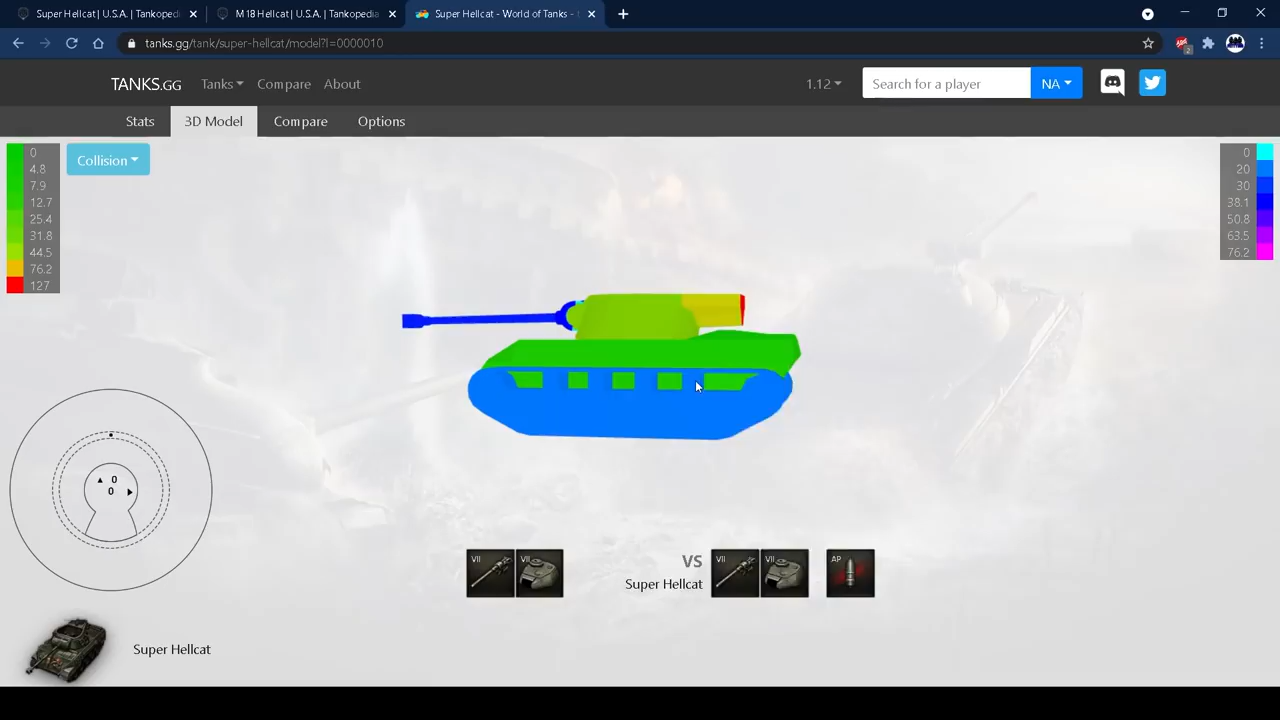 Super Hellcat | U.S.A. | Tankopedi
M18 Hellcat | U.S.A. | Tankopedia
Super Hellcat - World of Tanks -
tanks.gg/tank/super-hellcat/model?l=0000010
2
TANKS.GG
Tanks
Compare
About
1.12
Search for a player
NA
Stats
3D Model
Compare
Options
Collision
0
4.8
7.9
12.7
25.4
31.8
44.5
76.2
127
0
20
30
38.1
50.8
63.5
76.2
0
0
VII
VII
VS
Super Hellcat
VII
VII
AP
Super Hellcat